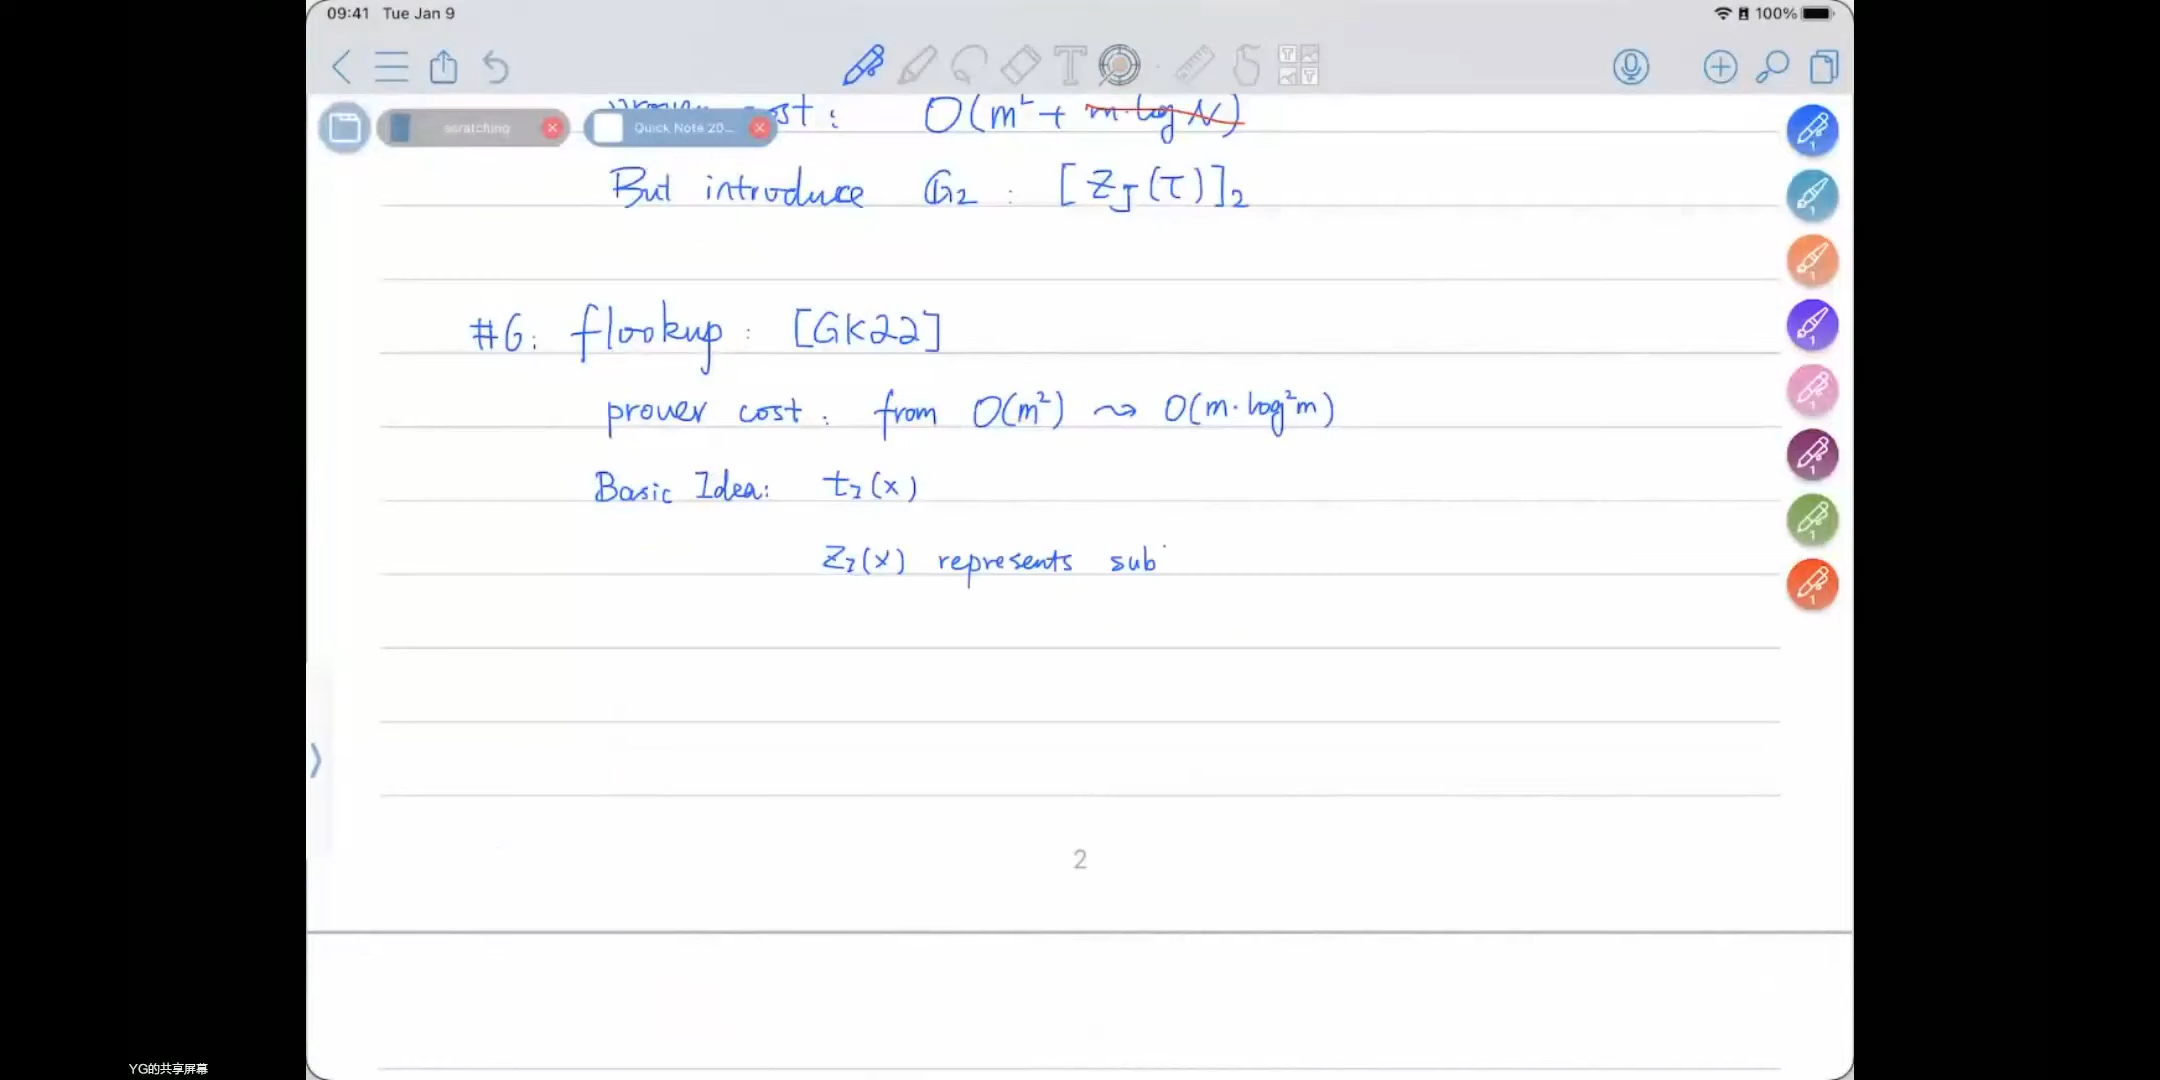 09:41 Tue Jan 9
100%
scratching
Quick Note 20...
cost: O(m² + m·log N)
But introduce G₂ : [Z_J(τ)]₂
#6. flookup: [GK22]
prover cost: from O(m²) ⤳ O(m·log²m)
Basic Idea: t_I(x)
Z_I(x) represents sub
2
YG的共享屏幕